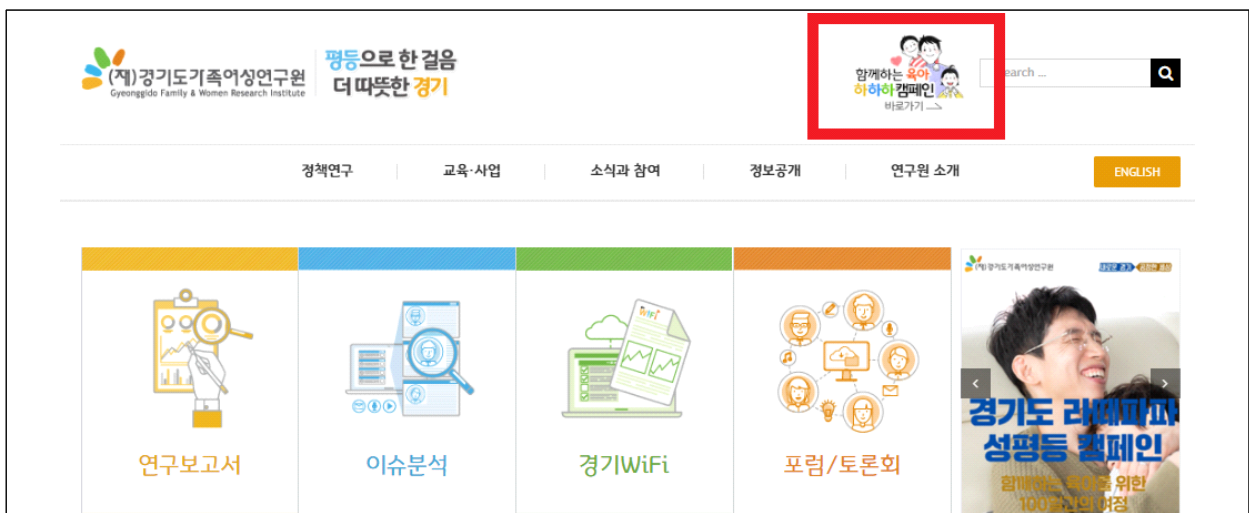 (재)경기도가족여성연구원
Gyeonggido Family & Women Research Institute
평등으로 한 걸음
더 따뜻한 경기
함께하는 육아
하하하 캠페인
바로가기
Search ...
정책연구
교육·사업
소식과 참여
정보공개
연구원 소개
ENGLISH
연구보고서
이슈분석
WiFi
경기WiFi
포럼/토론회
(재)경기도가족여성연구원
경기도 라떼파파
성평등 캠페인
함께하는 육아를 위한
100일간의 여정